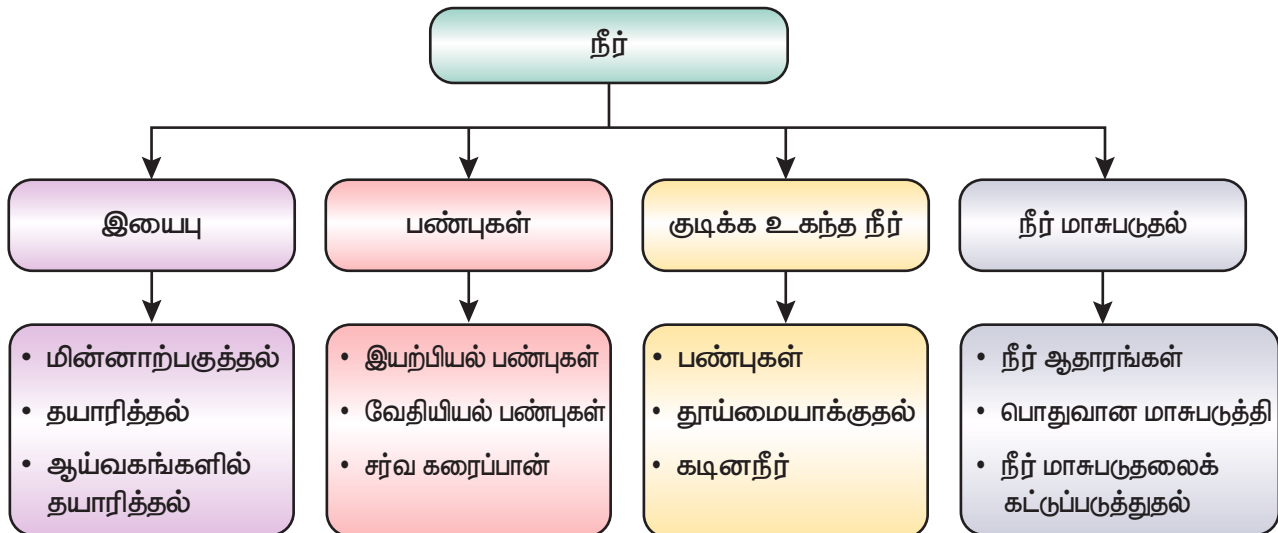 நீர்
இயைபு
பண்புகள்
குடிக்க உகந்த நீர்
நீர் மாசுபடுதல்
• மின்னாற்பகுத்தல்
• தயாரித்தல்
• ஆய்வகங்களில்
தயாரித்தல்
• இயற்பியல் பண்புகள்
• வேதியியல் பண்புகள்
• சர்வ கரைப்பான்
• பண்புகள்
• தூய்மையாக்குதல்
• கடினநீர்
• நீர் ஆதாரங்கள்
• பொதுவான மாசுபடுத்தி
• நீர் மாசுபடுதலைக்
கட்டுப்படுத்துதல்